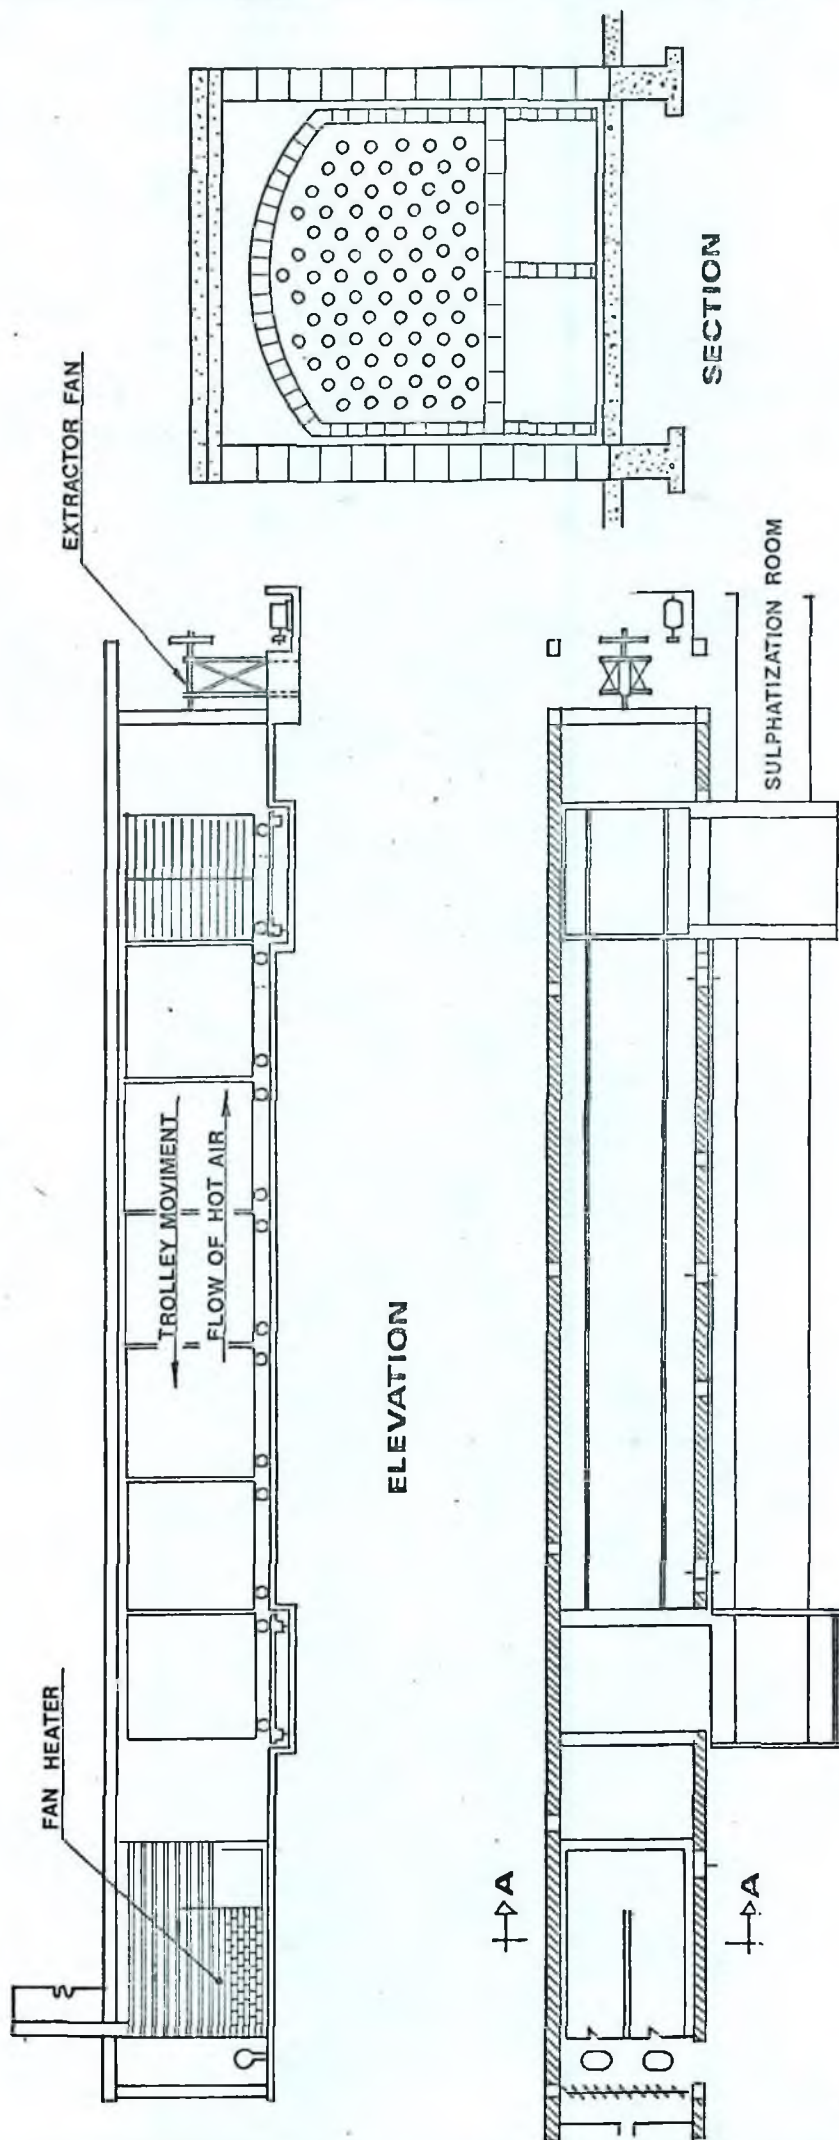 FAN HEATER
EXTRACTOR FAN
TROLLEY MOVIMENT
FLOW OF HOT AIR
ELEVATION
SECTION
A
A
SULPHATIZATION ROOM